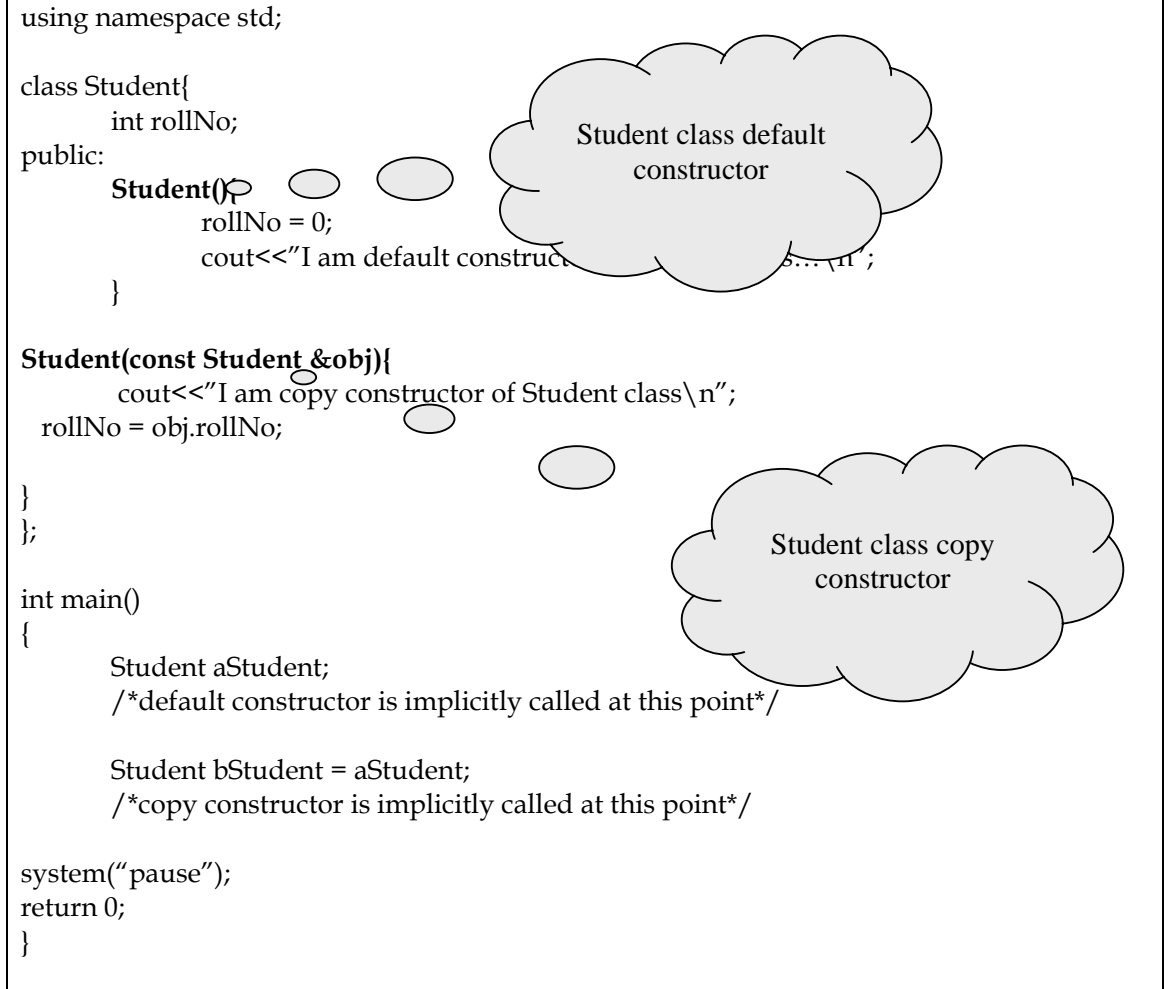 using namespace std;
class Student{
int rollNo;
public:
Student(){
rollNo = 0;
cout<<"I am default s…\n";
}
Student(const Student &obj){
cout<<"I am copy constructor of Student class\n";
rollNo = obj.rollNo;
}
};
int main()
{
Student aStudent;
/*default constructor is implicitly called at this point*/
Student bStudent = aStudent;
/*copy constructor is implicitly called at this point*/
system("pause");
return 0;
}
Student class default
constructor
Student class copy
constructor